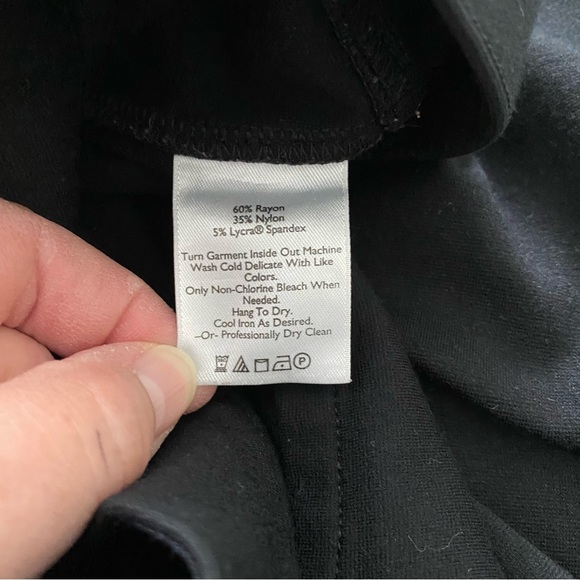 60% Rayon
35% Nylon
5% Lycra® Spandex
Turn Garment Inside Out Machine
Wash Cold Delicate With Like
Colors.
Only Non-Chlorine Bleach When
Needed.
Hang To Dry.
Cool Iron As Desired.
-Or- Professionally Dry Clean
P